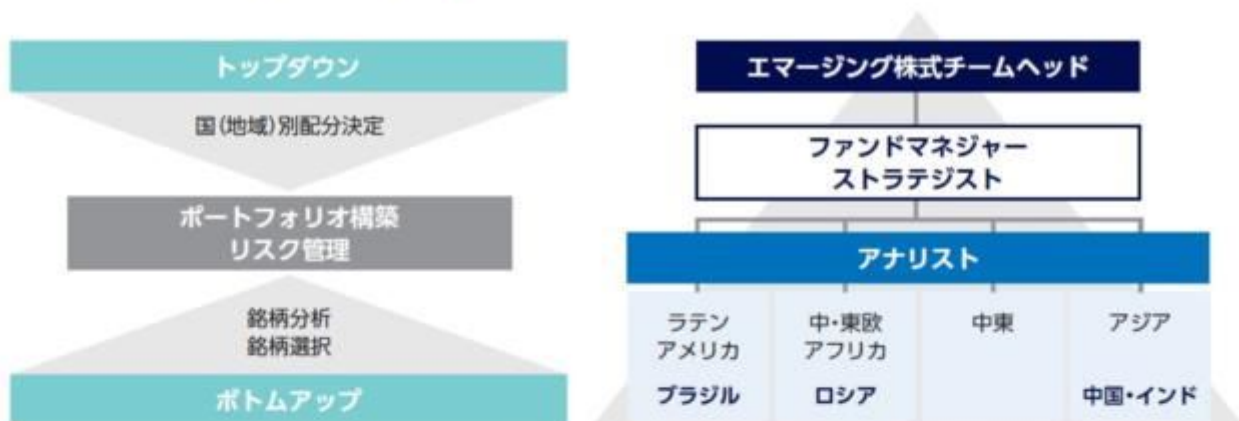 トップダウン
国(地域)別配分決定
ポートフォリオ構築
リスク管理
銘柄分析
銘柄選択
ボトムアップ
エマージング株式チームヘッド
ファンドマネジャー
ストラテジスト
アナリスト
ラテン
アメリカ
ブラジル
中・東欧
アフリカ
ロシア
中東
アジア
中国・インド